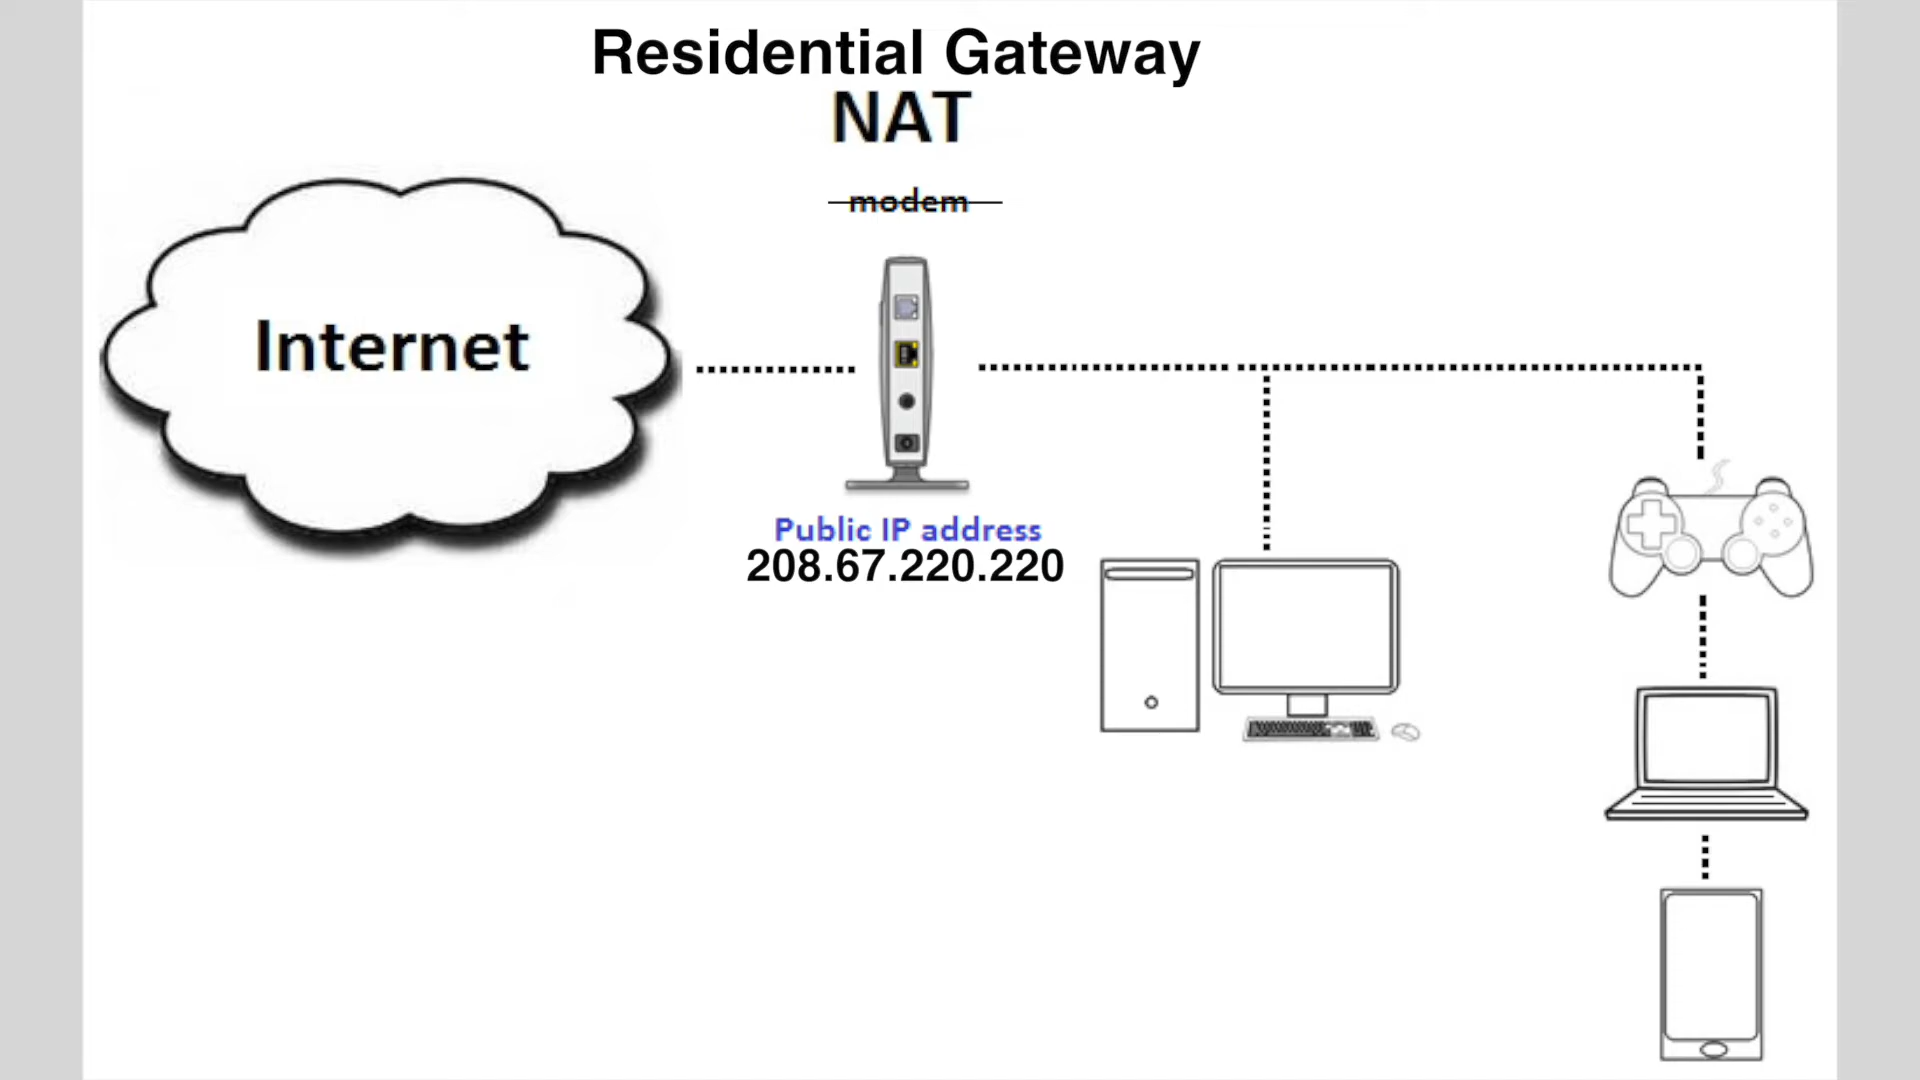 Residential Gateway
NAT
modem
Internet
Public IP address
208.67.220.220